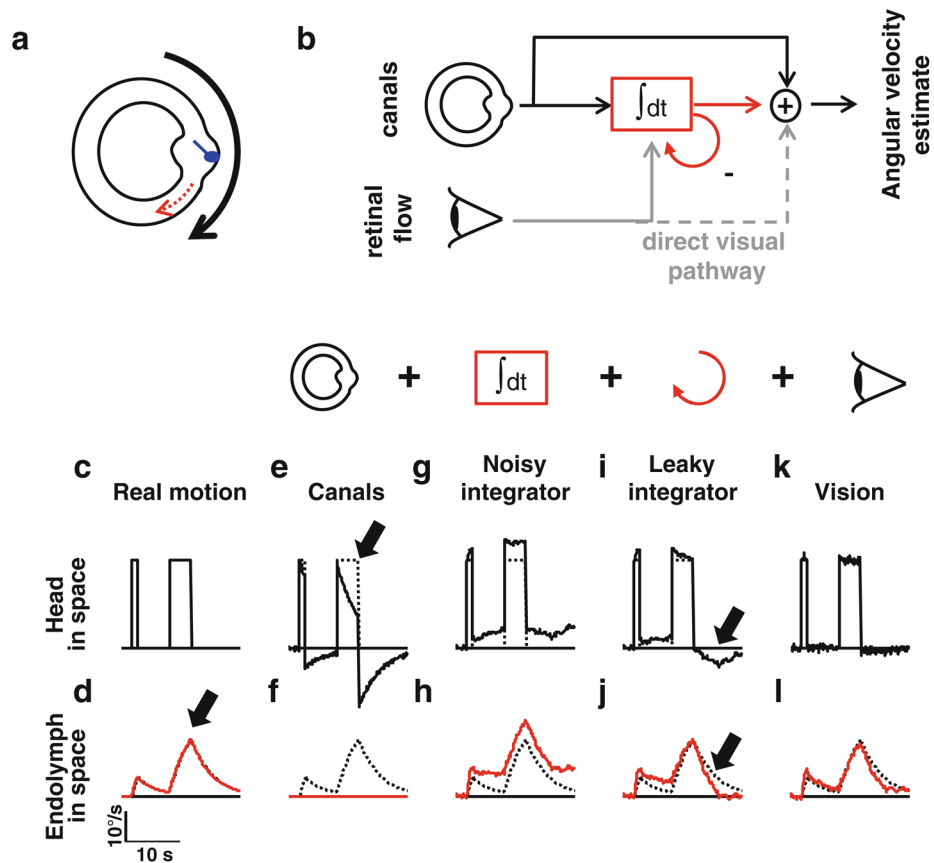 a
b
canals
∫dt
+
Angular velocity
estimate
-
retinal
flow
direct visual
pathway
+
∫dt
+
+
c
Real motion
e
Canals
g
Noisy
integrator
i
Leaky
integrator
k
Vision
Head
in space
d
f
h
j
l
Endolymph
in space
10°/s
10 s